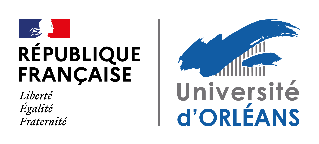 RÉPUBLIQUE
FRANÇAISE
Liberté
Égalité
Fraternité
Université
d'ORLÉANS